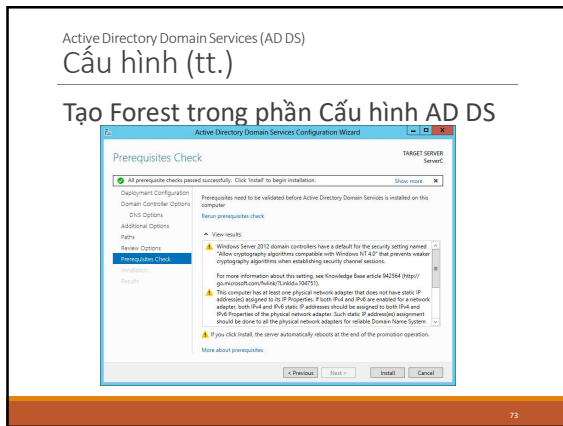 Active Directory Domain Services (AD DS)
Cấu hình (tt.)
Tạo Forest trong phần Cấu hình AD DS
Active Directory Domain Services Configuration Wizard
Prerequisites Check
TARGET SERVER
ServerC
All prerequisite checks passed successfully. Click 'Install' to begin installation.
Show more
Deployment Configuration
Domain Controller Options
DNS Options
Additional Options
Paths
Review Options
Prerequisites Check
Installation
Results
Prerequisites need to be validated before Active Directory Domain Services is installed on this
computer
Rerun prerequisites check
View results
Windows Server 2012 domain controllers have a default for the security setting named
"Allow cryptography algorithms compatible with Windows NT 4.0" that prevents weaker
cryptography algorithms when establishing security channel sessions.
For more information about this setting, see Knowledge Base article 942564 (http://
go.microsoft.com/fwlink/?LinkId=104751).
This computer has at least one physical network adapter that does not have static IP
address(es) assigned to its IP Properties. If both IPv4 and IPv6 are enabled for a network
adapter, both IPv4 and IPv6 static IP addresses should be assigned to both IPv4 and
IPv6 Properties of the physical network adapter. Such static IP address(es) assignment
should be done to all the physical network adapters for reliable Domain Name System
If you click Install, the server automatically reboots at the end of the promotion operation.
More about prerequisites
< Previous
Next >
Install
Cancel
73